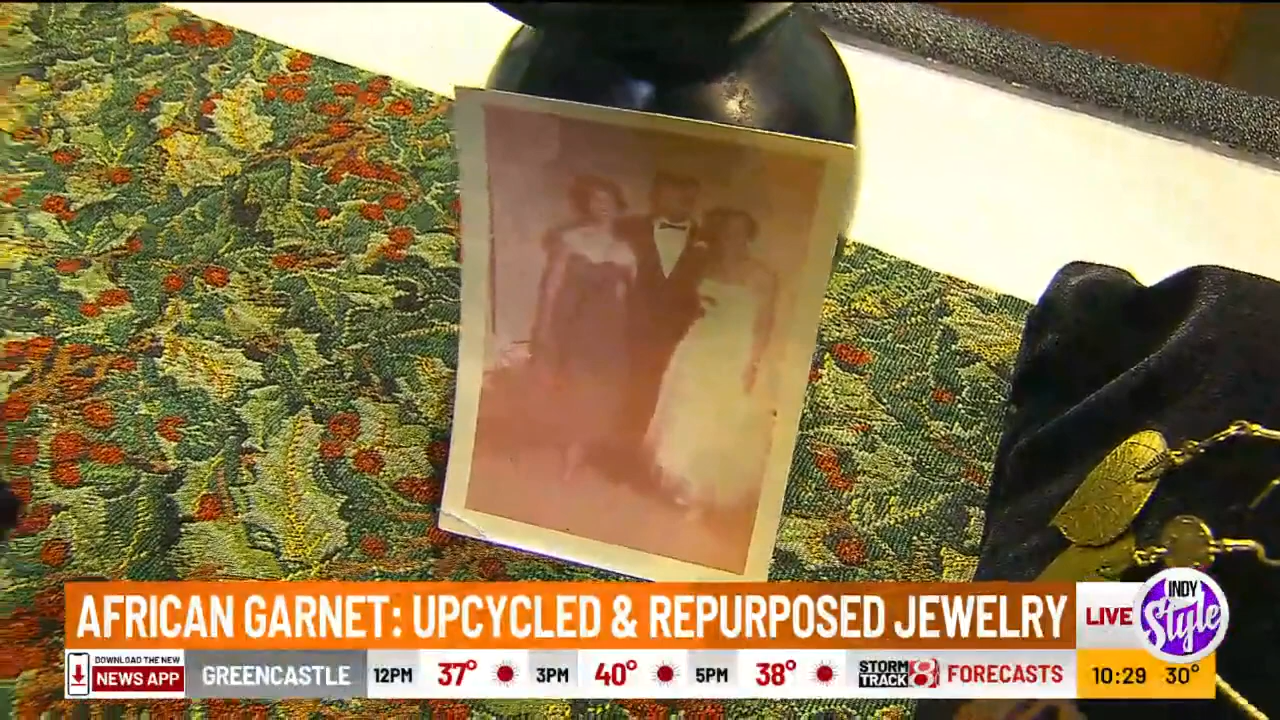 AFRICAN GARNET: UPCYCLED & REPURPOSED JEWELRY
LIVE
INDY
Style
DOWNLOAD THE NEW
NEWS APP
GREENCASTLE
12PM 37° 3PM 40° 5PM 38°
STORM
TRACK 8
FORECASTS
10:29 30°